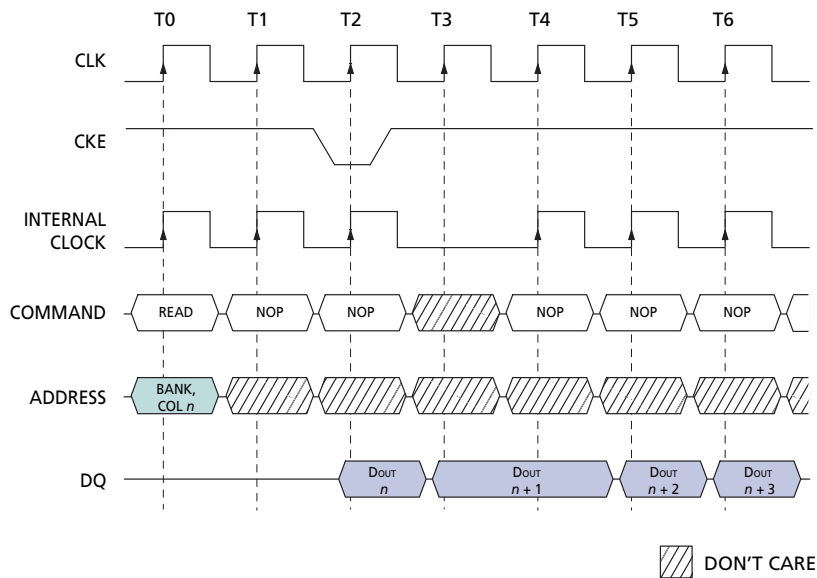 T0 T1 T2 T3 T4 T5 T6
CLK
CKE
INTERNAL
CLOCK
COMMAND READ NOP NOP NOP NOP NOP
ADDRESS BANK,
COL n
DQ DOUT
n DOUT
n + 1 DOUT
n + 2 DOUT
n + 3
DON'T CARE